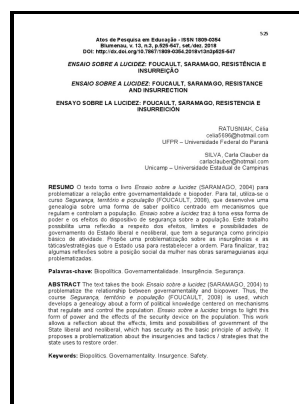 525
Atos de Pesquisa em Educação - ISSN 1809-0354
Blumenau, v. 13, n.2, p.525-547, set./dez. 2018
DOI: http://dx.doi.org/10.7867/1809-0354.2018v13n2p525-547
ENSAIO SOBRE A LUCIDEZ: FOUCAULT, SARAMAGO, RESISTÊNCIA E
INSURREIÇÃO
ENSAIO SOBRE A LUCIDEZ: FOUCAULT, SARAMAGO, RESISTANCE
AND INSURRECTION
ENSAYO SOBRE LA LUCIDEZ: FOUCAULT, SARAMAGO, RESISTENCIA E
INSURREICIÓN
RATUSNIAK, Célia
celia5696@hotmail.com
UFPR – Universidade Federal do Paraná
SILVA, Carla Clauber da
carlaclauber@hotmail.com
Unicamp – Universidade Estadual de Campinas
RESUMO O texto toma o livro Ensaio sobre a lucidez (SARAMAGO, 2004) para
problematizar a relação entre governamentalidade e biopoder. Para tal, utiliza-se o
curso Segurança, território e população (FOUCAULT, 2008), que desenvolve uma
genealogia sobre uma forma de saber político centrado em mecanismos que
regulam e controlam a população. Ensaio sobre a lucidez traz à tona essa forma de
poder e os efeitos do dispositivo de segurança sobre a população. Este trabalho
possibilita uma reflexão a respeito dos efeitos, limites e possibilidades de
governamento do Estado liberal e neoliberal, que tem a segurança como princípio
básico de atividade. Propõe uma problematização sobre as insurgências e as
táticas/estratégias que o Estado usa para restabelecer a ordem. Para finalizar, traz
algumas reflexões sobre a posição social da mulher nas obras saramaguianas aqui
problematizadas.
Palavras-chave: Biopolítica. Governamentalidade. Insurgência. Segurança.
ABSTRACT The text takes the book Ensaio sobre a lucidez (SARAMAGO, 2004) to
problematize the relationship between governmentality and biopower. Thus, the
course Segurança, território e população (FOUCAULT, 2009) is used, which
develops a genealogy about a form of political knowledge centered on mechanisms
that regulate and control the population. Ensaio sobre a lucidez brings to light this
form of power and the effects of the security device on the population. This work
allows a reflection about the effects, limits and possibilities of government of the
State liberal and neoliberal, which has security as the basic principle of activity. It
proposes a problematization about the insurgencies and tactics / strategies that the
state uses to restore order.
Keywords: Biopolitics. Governmentality. Insurgence. Safety.